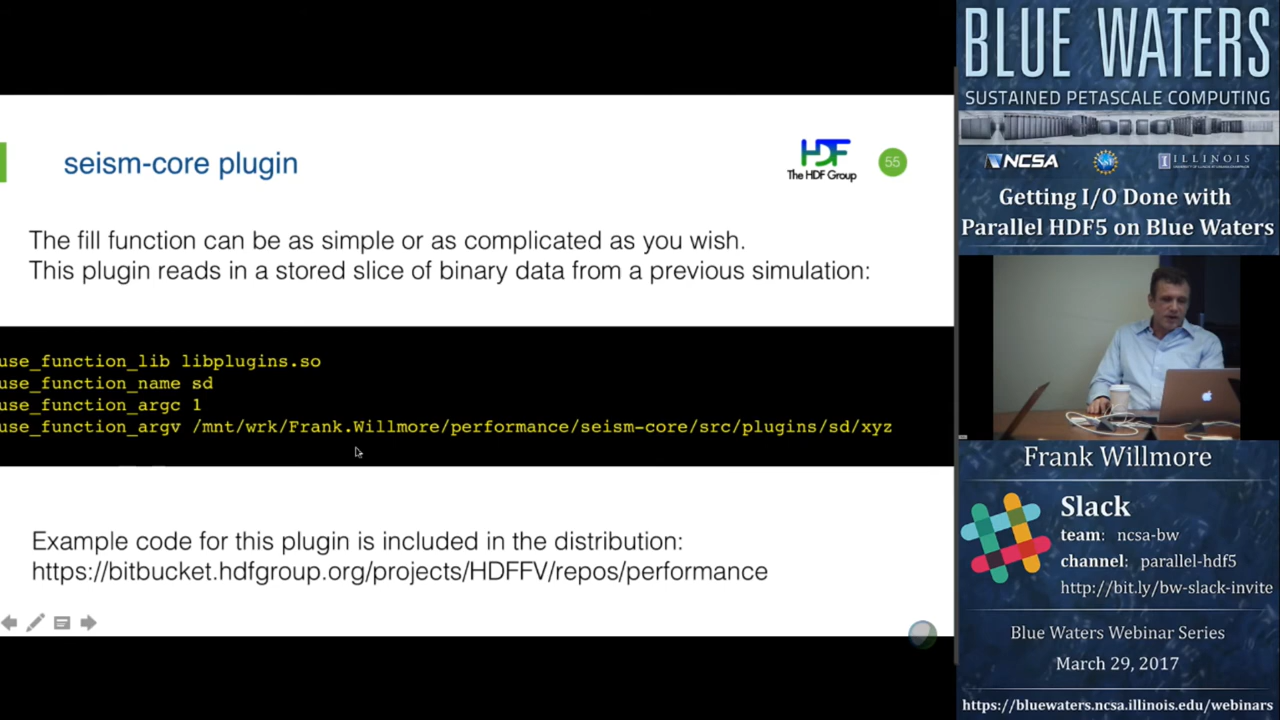 seism-core plugin
HDF
The HDF Group
55
The fill function can be as simple or as complicated as you wish.
This plugin reads in a stored slice of binary data from a previous simulation:
use_function_lib libplugins.so
use_function_name sd
use_function_argc 1
use_function_argv /mnt/wrk/Frank.Willmore/performance/seism-core/src/plugins/sd/xyz
Example code for this plugin is included in the distribution:
https://bitbucket.hdfgroup.org/projects/HDFFV/repos/performance
BLUE WATERS
SUSTAINED PETASCALE COMPUTING
NCSA
ILLINOIS
Getting I/O Done with
Parallel HDF5 on Blue Waters
Frank Willmore
Slack
team: ncsa-bw
channel: parallel-hdf5
http://bit.ly/bw-slack-invite
Blue Waters Webinar Series
March 29, 2017
https://bluewaters.ncsa.illinois.edu/webinars